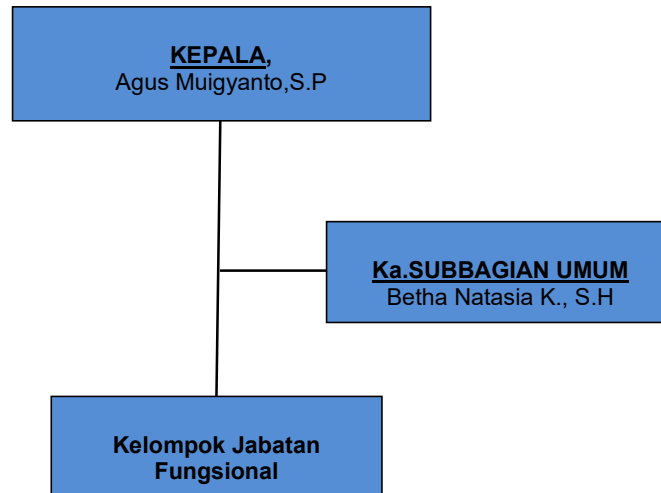 KEPALA,
Agus Muigyanto,S.P
Ka.SUBBAGIAN UMUM
Betha Natasia K., S.H
Kelompok Jabatan
Fungsional